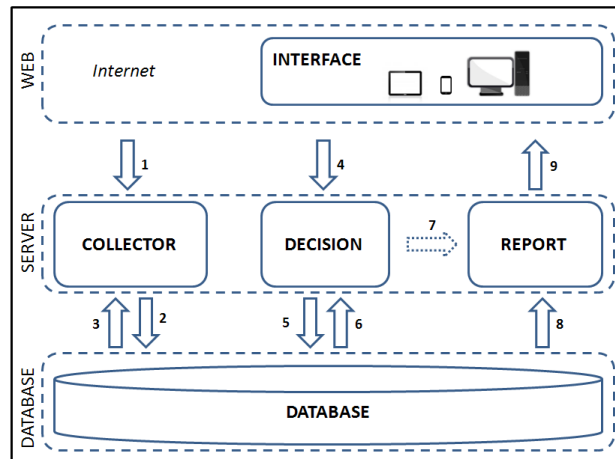 WEB
Internet
INTERFACE
1
4
9
SERVER
COLLECTOR
DECISION
7
REPORT
3
2
5
6
8
DATABASE
DATABASE